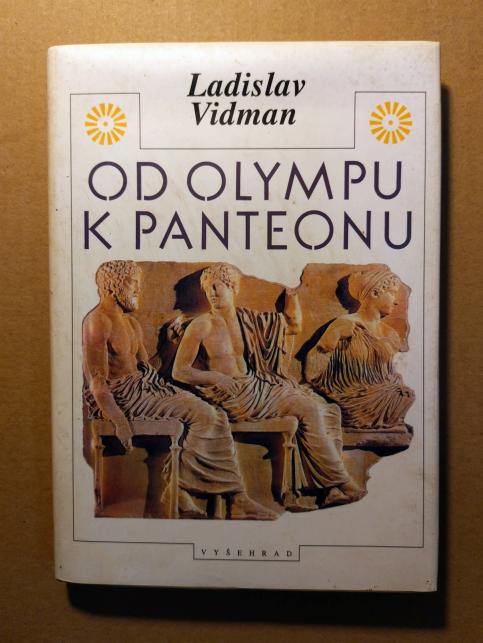 Ladislav
Vidman
OD OLYMPU
K PANTEONU
VYŠEHRAD